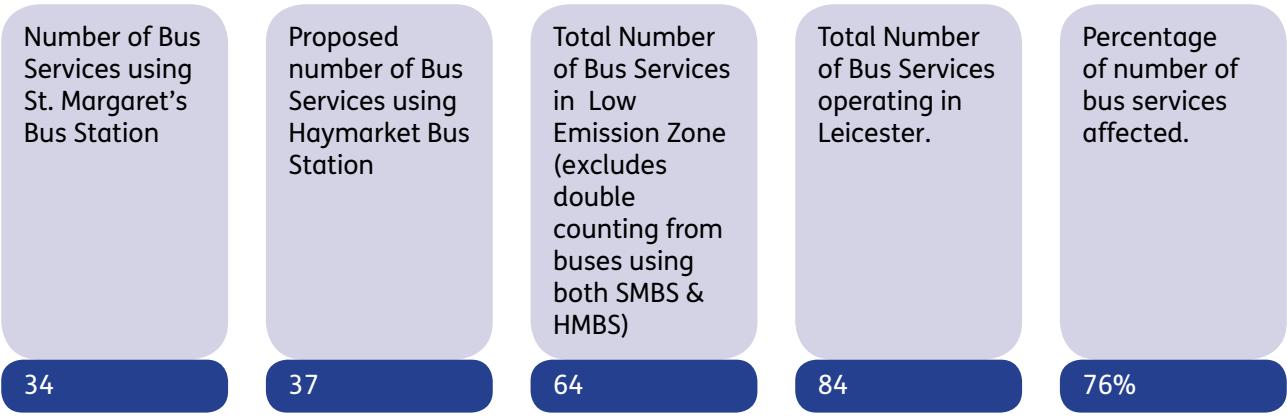 Number of Bus
Services using
St. Margaret's
Bus Station
34
Proposed
number of Bus
Services using
Haymarket Bus
Station
37
Total Number
of Bus Services
in Low
Emission Zone
(excludes
double
counting from
buses using
both SMBS &
HMBS)
64
Total Number
of Bus Services
operating in
Leicester.
84
Percentage
of number of
bus services
affected.
76%